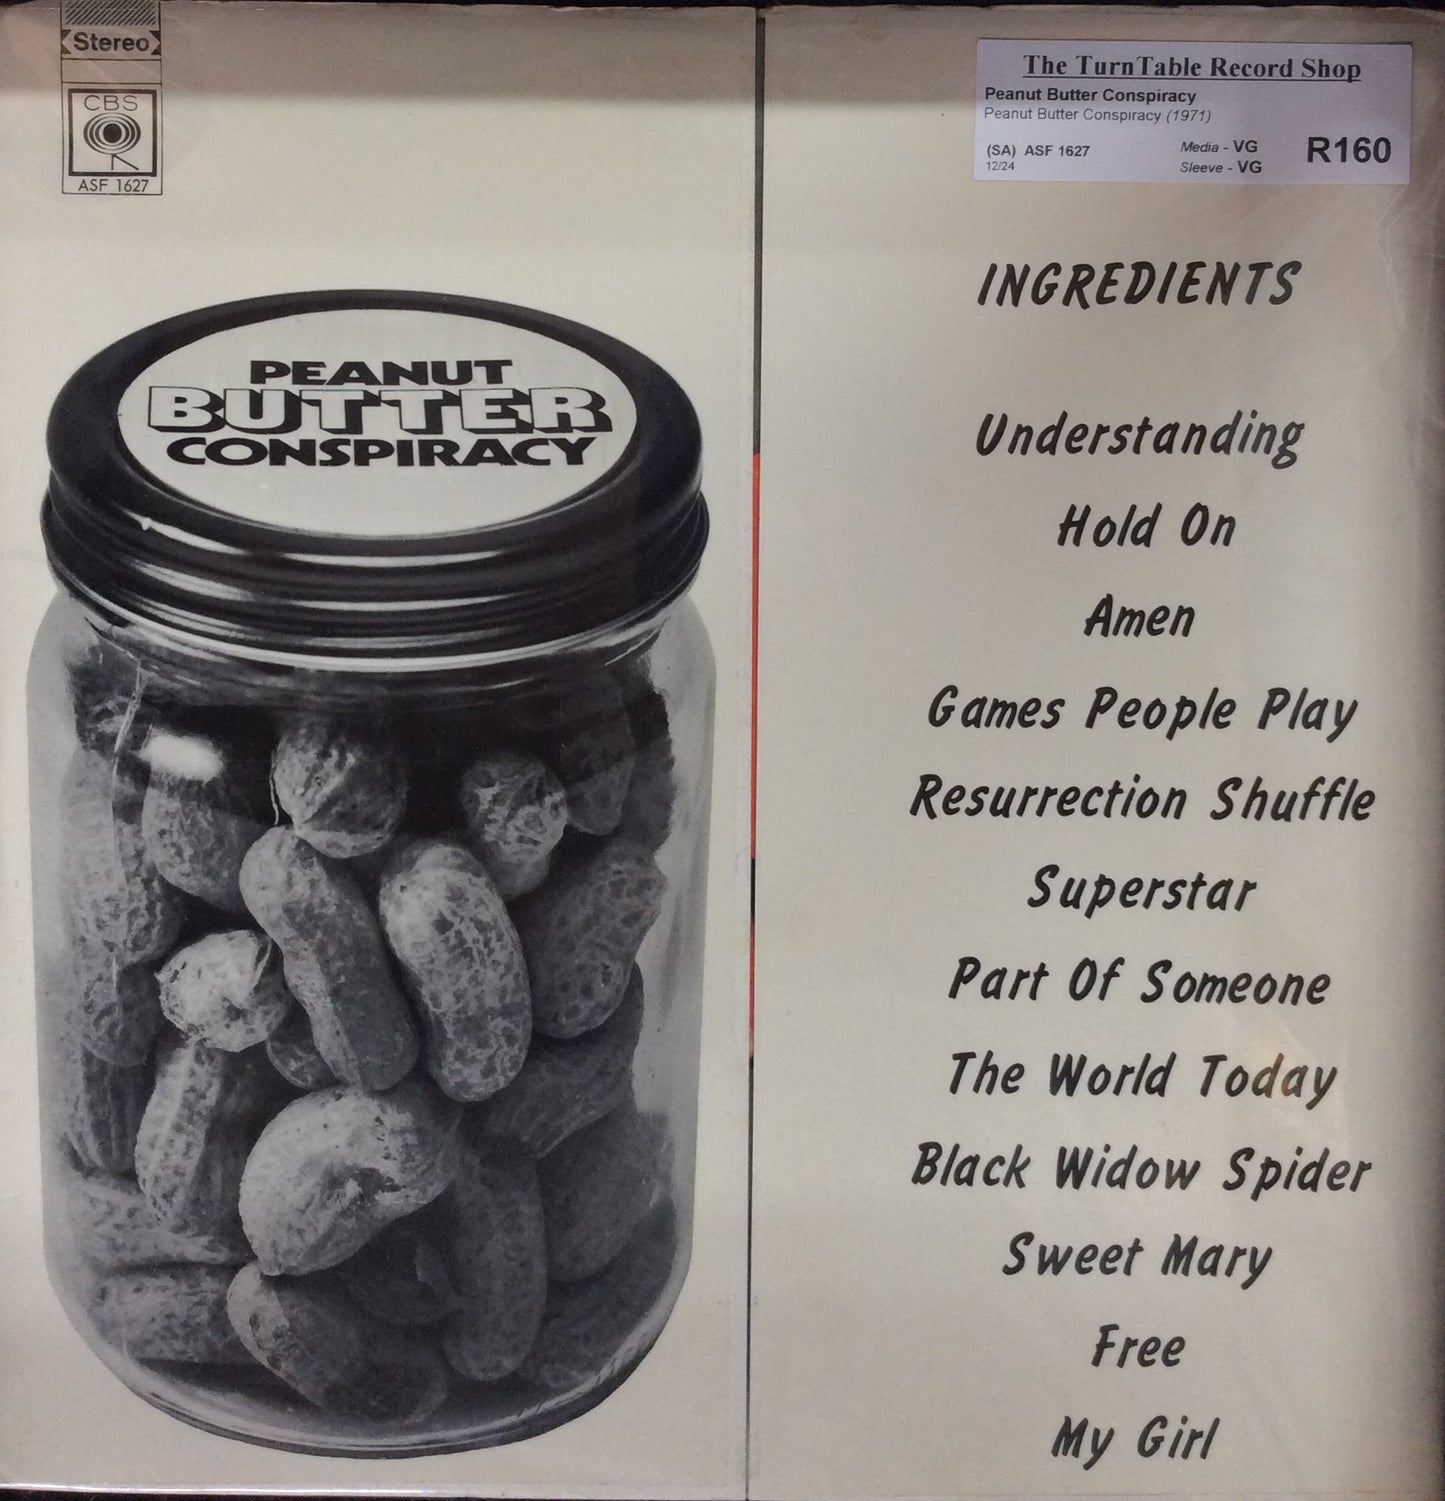 Stereo
CBS
ASF 1627
The TurnTable Record Shop
Peanut Butter Conspiracy
Peanut Butter Conspiracy (1971)
(SA) ASF 1627
12/24
Media - VG
Sleeve - VG
R160
PEANUT
BUTTER
CONSPIRACY
INGREDIENTS
Understanding
Hold On
Amen
Games People Play
Resurrection Shuffle
Superstar
Part Of Someone
The World Today
Black Widow Spider
Sweet Mary
Free
My Girl